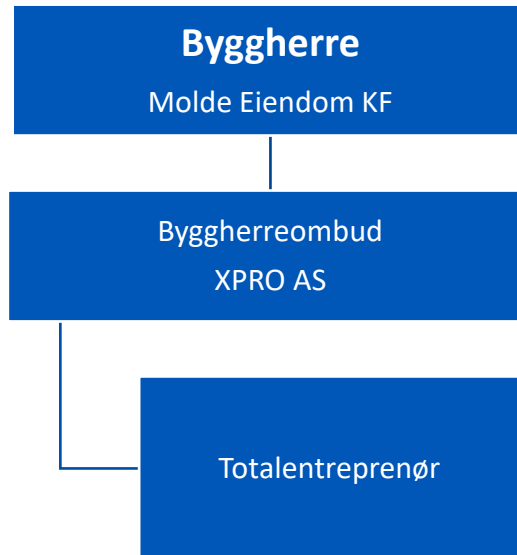 Byggherre
Molde Eiendom KF
Byggherreombud
XPRO AS
Totalentreprenør